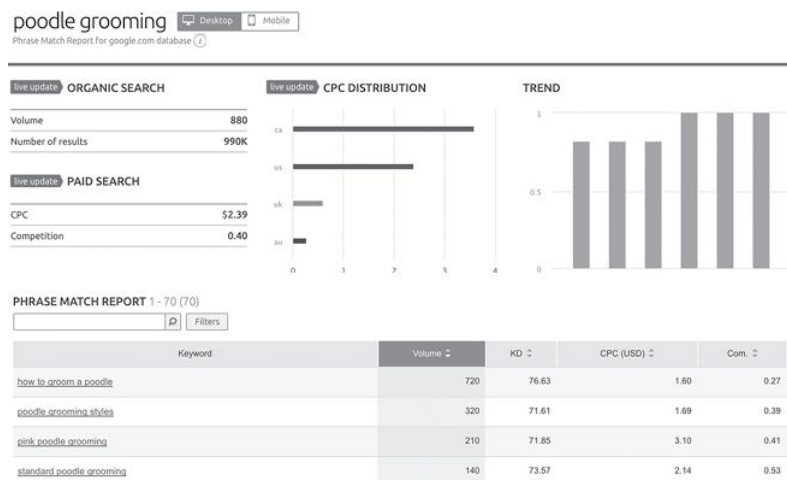 poodle grooming Desktop Mobile
Phrase Match Report for google.com database i
live update ORGANIC SEARCH
Volume 880
Number of results 990K
live update PAID SEARCH
CPC $2.39
Competition 0.40
live update CPC DISTRIBUTION
ca
us
uk
au
0 1 2 3 4
TREND
1
0.5
0
PHRASE MATCH REPORT 1 - 70 (70)
Filters
Keyword Volume KD CPC (USD) Com.
how to groom a poodle 720 76.63 1.60 0.27
poodle grooming styles 320 71.61 1.69 0.39
pink poodle grooming 210 71.85 3.10 0.41
standard poodle grooming 140 73.57 2.14 0.53